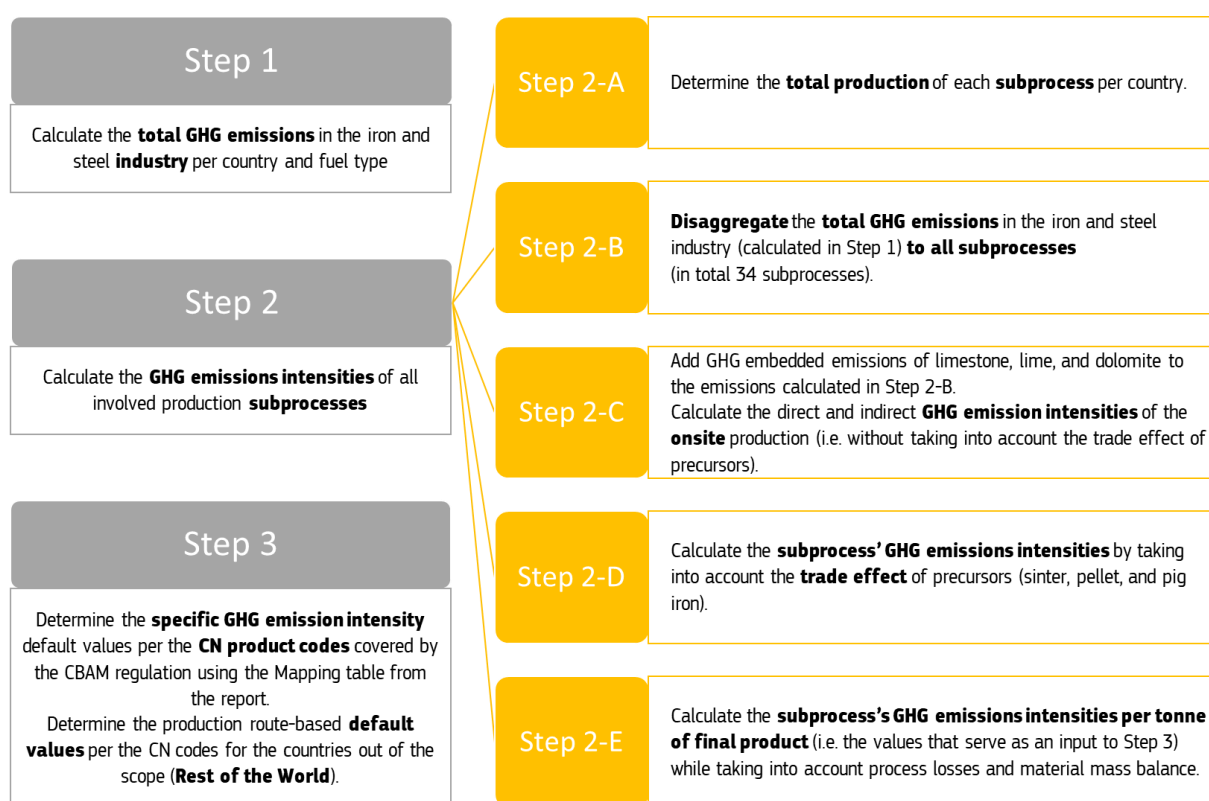 Step 1
Calculate the total GHG emissions in the iron and
steel industry per country and fuel type
Step 2
Calculate the GHG emissions intensities of all
involved production subprocesses
Step 3
Determine the specific GHG emission intensity
default values per the CN product codes covered by
the CBAM regulation using the Mapping table from
the report.
Determine the production route-based default
values per the CN codes for the countries out of the
scope (Rest of the World).
Step 2-A
Determine the total production of each subprocess per country.
Step 2-B
Disaggregate the total GHG emissions in the iron and steel
industry (calculated in Step 1) to all subprocesses
(in total 34 subprocesses).
Step 2-C
Add GHG embedded emissions of limestone, lime, and dolomite to
the emissions calculated in Step 2-B.
Calculate the direct and indirect GHG emission intensities of the
onsite production (i.e. without taking into account the trade effect of
precursors).
Step 2-D
Calculate the subprocess' GHG emissions intensities by taking
into account the trade effect of precursors (sinter, pellet, and pig
iron).
Step 2-E
Calculate the subprocess's GHG emissions intensities per tonne
of final product (i.e. the values that serve as an input to Step 3)
while taking into account process losses and material mass balance.